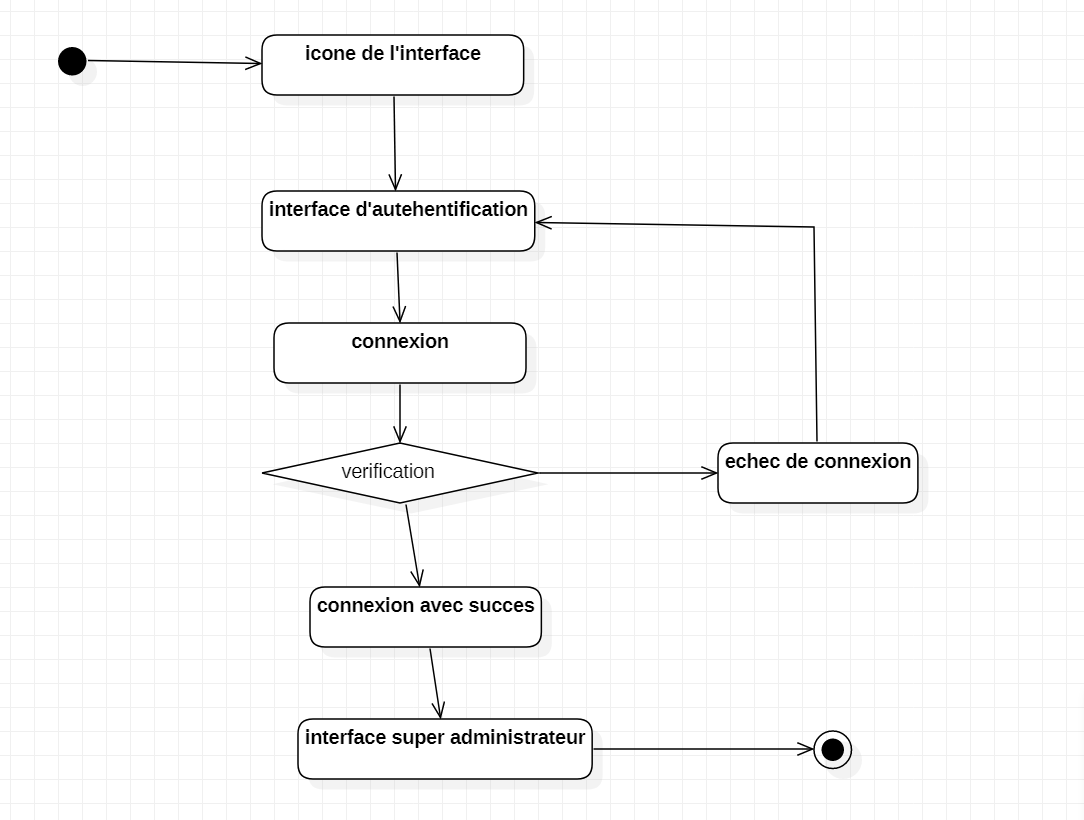 icone de l'interface
interface d'autehentification
connexion
verification
echec de connexion
connexion avec succes
interface super administrateur